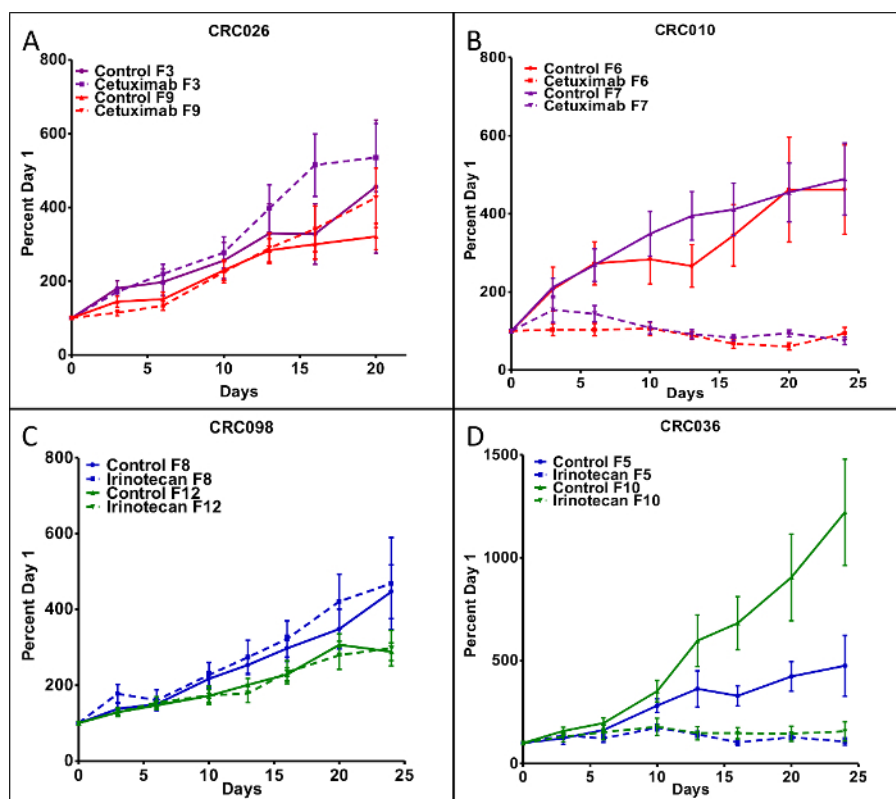 A
CRC026
800
600
400
200
0
Percent Day 1
Control F3
Cetuximab F3
Control F9
Cetuximab F9
0 5 10 15 20
Days
B
CRC010
800
600
400
200
0
Percent Day 1
Control F6
Cetuximab F6
Control F7
Cetuximab F7
0 5 10 15 20 25
Days
C
CRC098
800
600
400
200
0
Percent Day 1
Control F8
Irinotecan F8
Control F12
Irinotecan F12
0 5 10 15 20 25
Days
D
CRC036
1500
1000
500
0
Percent Day 1
Control F5
Irinotecan F5
Control F10
Irinotecan F10
0 5 10 15 20 25
Days